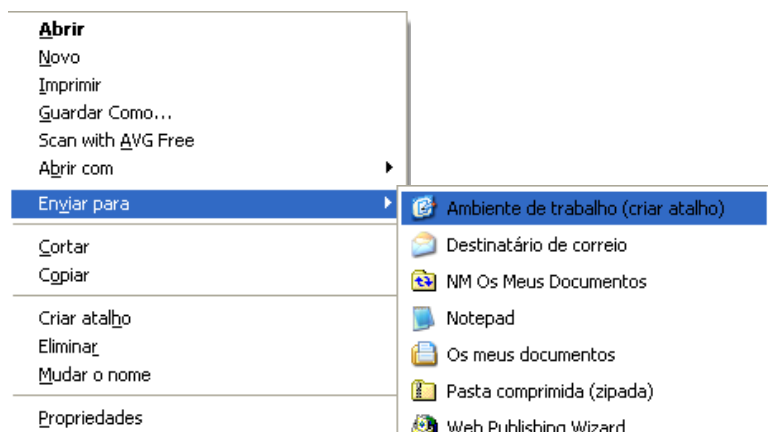 Abrir
Novo
Imprimir
Guardar Como...
Scan with AVG Free
Abrir com
Enviar para
Cortar
Copiar
Criar atalho
Eliminar
Mudar o nome
Propriedades
Ambiente de trabalho (criar atalho)
Destinatário de correio
NM Os Meus Documentos
Notepad
Os meus documentos
Pasta comprimida (zipada)
Web Publishing Wizard